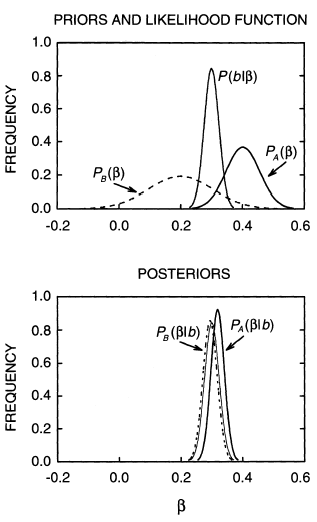 PRIORS AND LIKELIHOOD FUNCTION
1.0
0.8
0.6
0.4
0.2
0.0
FREQUENCY
P(b|β)
P_A(β)
P_B(β)
-0.2 0.0 0.2 0.4 0.6
POSTERIORS
1.0
0.8
0.6
0.4
0.2
0.0
FREQUENCY
P_B(β|b) P_A(β|b)
-0.2 0.0 0.2 0.4 0.6
β